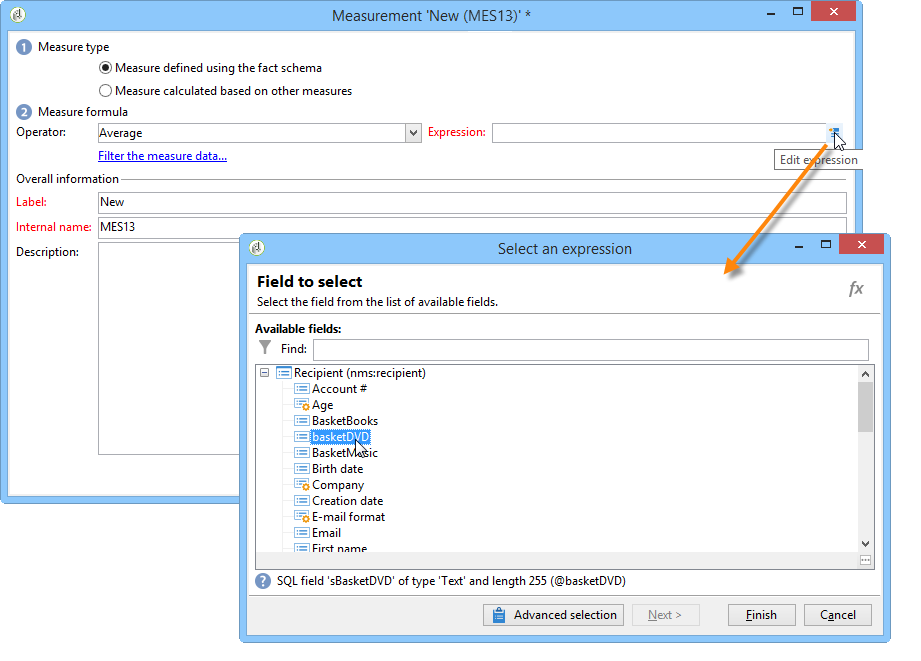 Measurement 'New (MES13)' *
1 Measure type
Measure defined using the fact schema
Measure calculated based on other measures
2 Measure formula
Operator: Average Expression:
Filter the measure data...
Edit expression
Overall information
Label: New
Internal name: MES13
Description:
Select an expression
Field to select
Select the field from the list of available fields.
fx
Available fields:
Find:
Recipient (nms:recipient)
Account #
Age
BasketBooks
basketDVD
BasketMusic
Birth date
Company
Creation date
E-mail format
Email
First name
? SQL field 'sBasketDVD' of type 'Text' and length 255 (@basketDVD)
Advanced selection Next > Finish Cancel